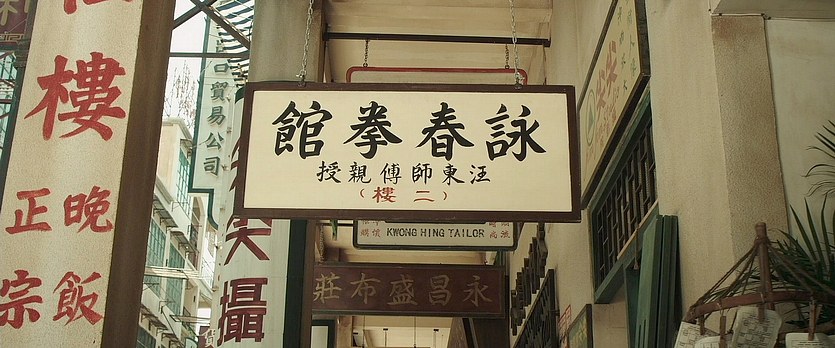 詠春拳館
汪東師傅親授
(二樓)
KWONG HING TAILOR
永昌盛布莊
貿易公司
樓
晚飯
正宗
攝